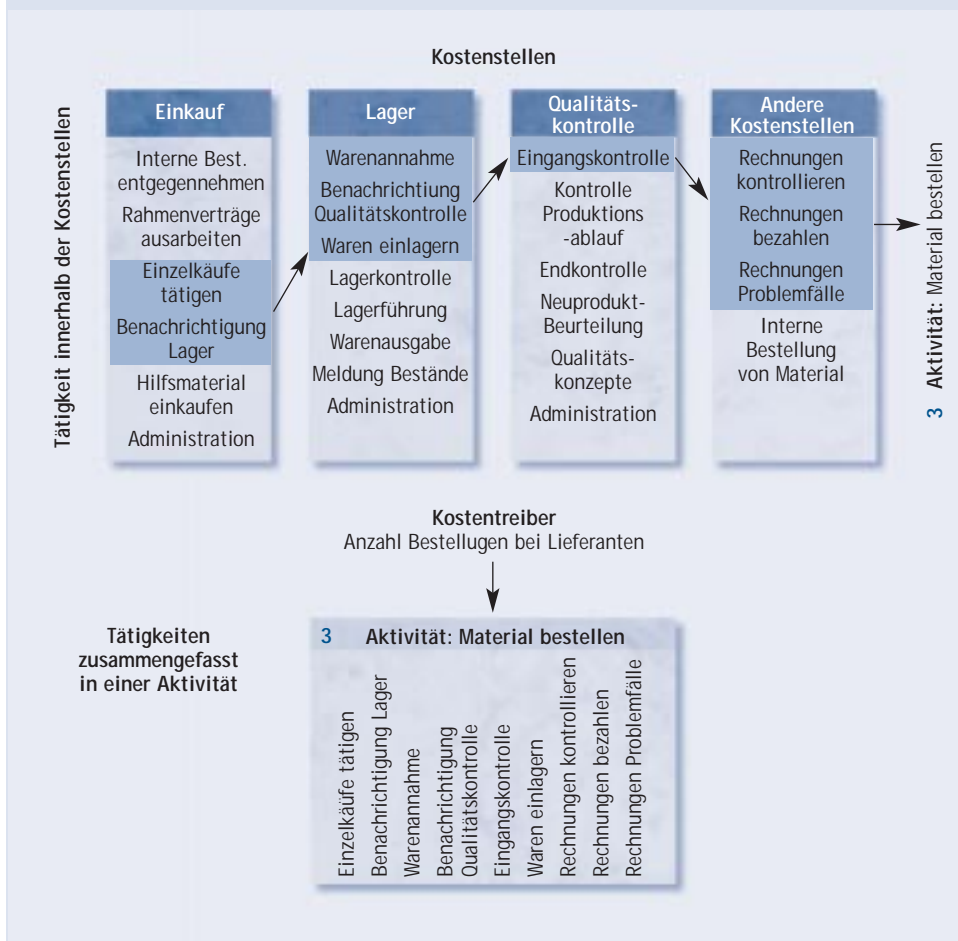 Kostenstellen
Tätigkeit innerhalb der Kostenstellen
Einkauf
Interne Best.
entgegennehmen
Rahmenverträge
ausarbeiten
Einzelkäufe
tätigen
Benachrichtigung
Lager
Hilfsmaterial
einkaufen
Administration
Lager
Warenannahme
Benachrichtiung
Qualitätskontrolle
Waren einlagern
Lagerkontrolle
Lagerführung
Warenausgabe
Meldung Bestände
Administration
Qualitäts-
kontrolle
Eingangskontrolle
Kontrolle
Produktions
-ablauf
Endkontrolle
Neuprodukt-
Beurteilung
Qualitäts-
konzepte
Administration
Andere
Kostenstellen
Rechnungen
kontrollieren
Rechnungen
bezahlen
Rechnungen
Problemfälle
Interne
Bestellung
von Material
3 Aktivität: Material bestellen
Kostentreiber
Anzahl Bestellugen bei Lieferanten
Tätigkeiten
zusammengefasst
in einer Aktivität
3 Aktivität: Material bestellen
Einzelkäufe tätigen
Benachrichtigung Lager
Warenannahme
Benachrichtigung
Qualitätskontrolle
Eingangskontrolle
Waren einlagern
Rechnungen kontrollieren
Rechnungen bezahlen
Rechnungen Problemfälle